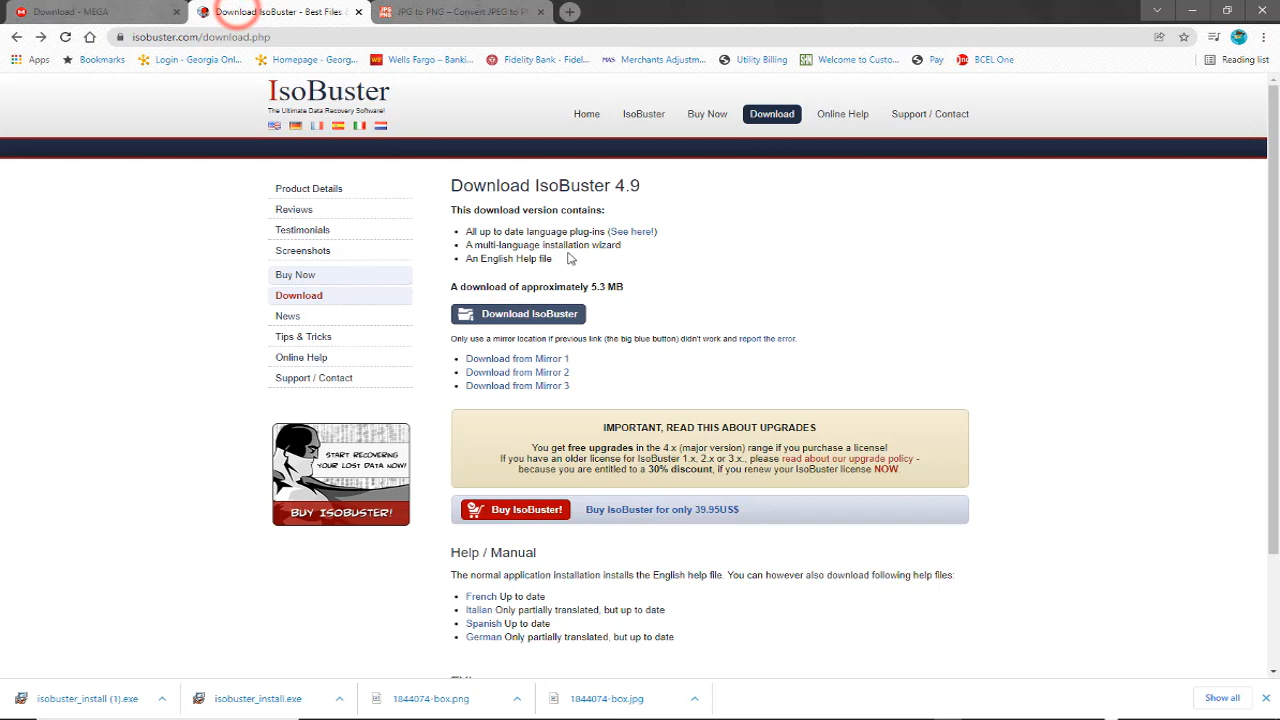 Download - MEGA
Download IsoBuster - Best Files &
JPG to PNG – Convert JPEG to P
isobuster.com/download.php
Apps
Bookmarks
Login - Georgia Onl...
Homepage - Georg...
Wells Fargo – Banki...
Fidelity Bank - Fidel...
MAS Merchants Adjustm...
Utility Billing
Welcome to Custo...
Pay
BCEL One
Reading list
IsoBuster
The Ultimate Data Recovery Software!
Home
IsoBuster
Buy Now
Download
Online Help
Support / Contact
Product Details
Reviews
Testimonials
Screenshots
Buy Now
Download
News
Tips & Tricks
Online Help
Support / Contact
START RECOVERING
YOUR LOST DATA NOW!
BUY ISOBUSTER!
Download IsoBuster 4.9
This download version contains:
All up to date language plug-ins (See here!)
A multi-language installation wizard
An English Help file
A download of approximately 5.3 MB
Download IsoBuster
Only use a mirror location if previous link (the big blue button) didn't work and report the error.
Download from Mirror 1
Download from Mirror 2
Download from Mirror 3
IMPORTANT, READ THIS ABOUT UPGRADES
You get free upgrades in the 4.x (major version) range if you purchase a license!
If you have an older license for IsoBuster 1.x, 2.x or 3.x., please read about our upgrade policy -
because you are entitled to a 30% discount, if you renew your IsoBuster license NOW.
Buy IsoBuster!
Buy IsoBuster for only 39.95US$
Help / Manual
The normal application installation installs the English help file. You can however also download following help files:
French Up to date
Italian Only partially translated, but up to date
Spanish Up to date
German Only partially translated, but up to date
isobuster_install (1).exe
isobuster_install.exe
1844074-box.png
1844074-box.jpg
Show all